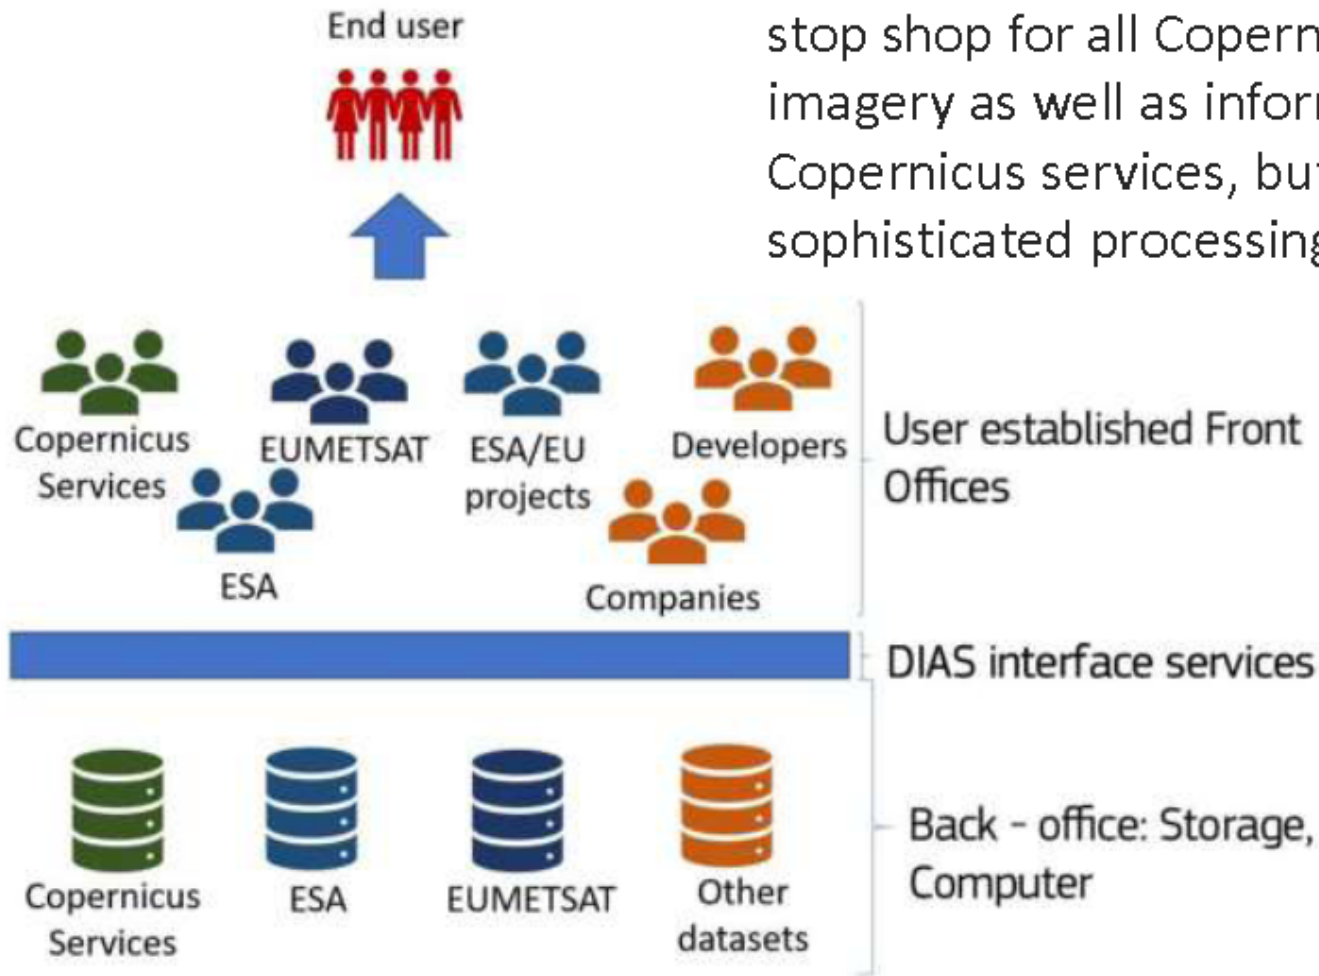 End user
stop shop for all Copern
imagery as well as infor
Copernicus services, but
sophisticated processing
Copernicus
Services
EUMETSAT
ESA/EU
projects
Developers
ESA
Companies
User established Front
Offices
DIAS interface services
Copernicus
Services
ESA
EUMETSAT
Other
datasets
Back - office: Storage,
Computer